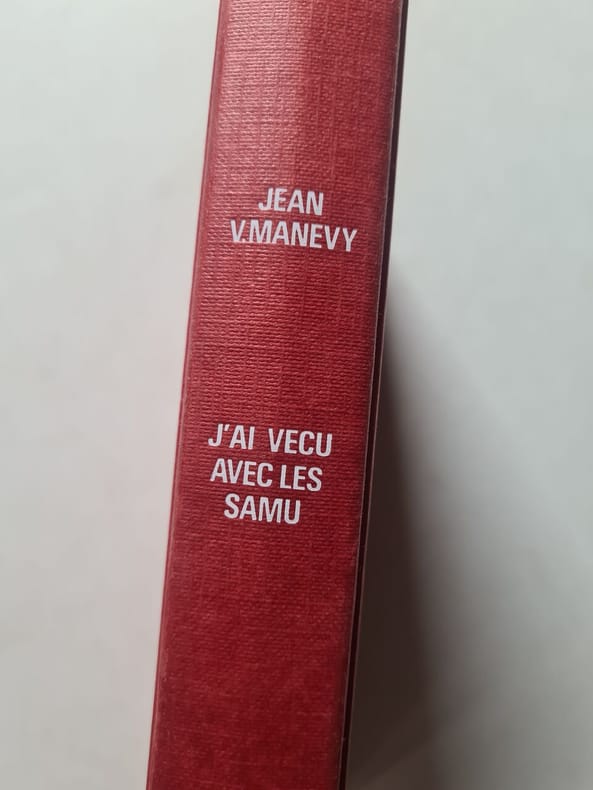 JEAN
V.MANEVY
J'AI VECU
AVEC LES
SAMU